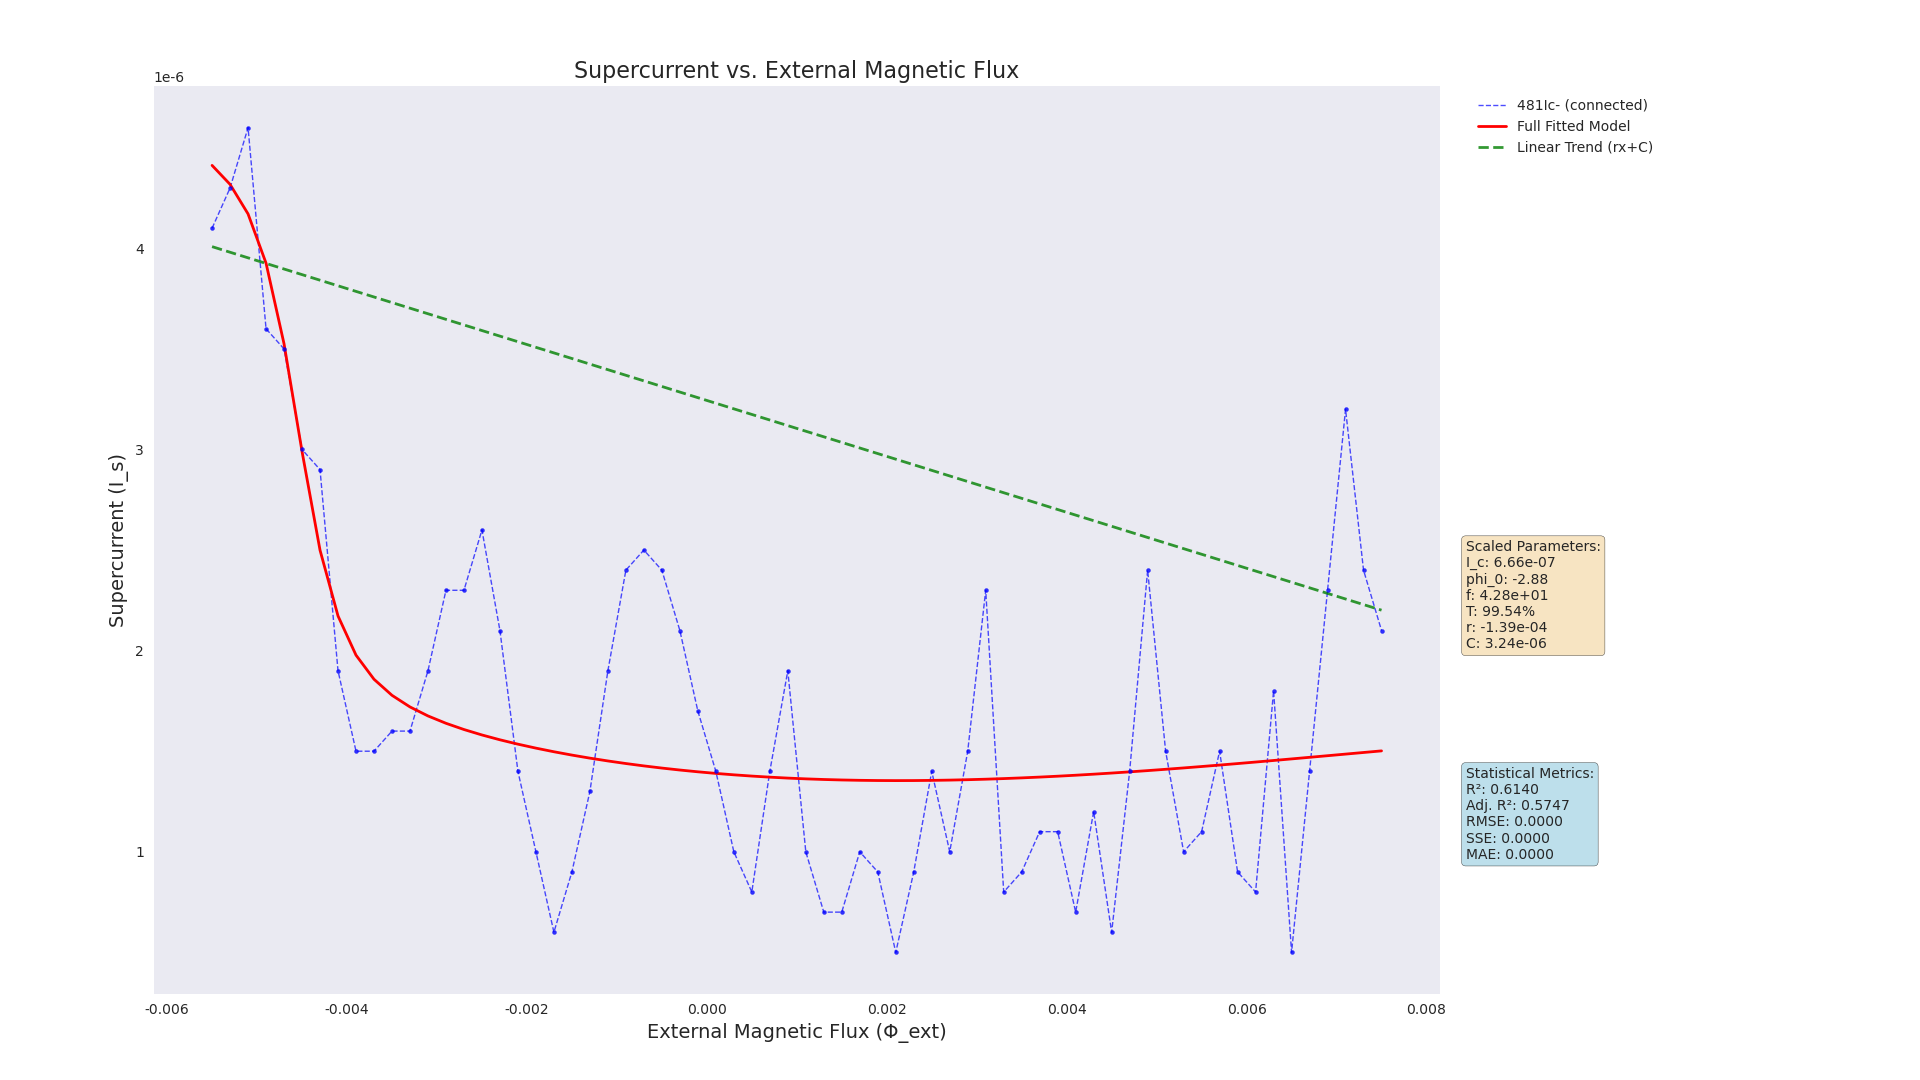 Supercurrent vs. External Magnetic Flux
1e-6
4
3
2
1
Supercurrent (I_s)
-0.006
-0.004
-0.002
0.000
0.002
0.004
0.006
0.008
External Magnetic Flux (Φ_ext)
481Ic- (connected)
Full Fitted Model
Linear Trend (rx+C)
Scaled Parameters:
I_c: 6.66e-07
phi_0: -2.88
f: 4.28e+01
T: 99.54%
r: -1.39e-04
C: 3.24e-06
Statistical Metrics:
R²: 0.6140
Adj. R²: 0.5747
RMSE: 0.0000
SSE: 0.0000
MAE: 0.0000